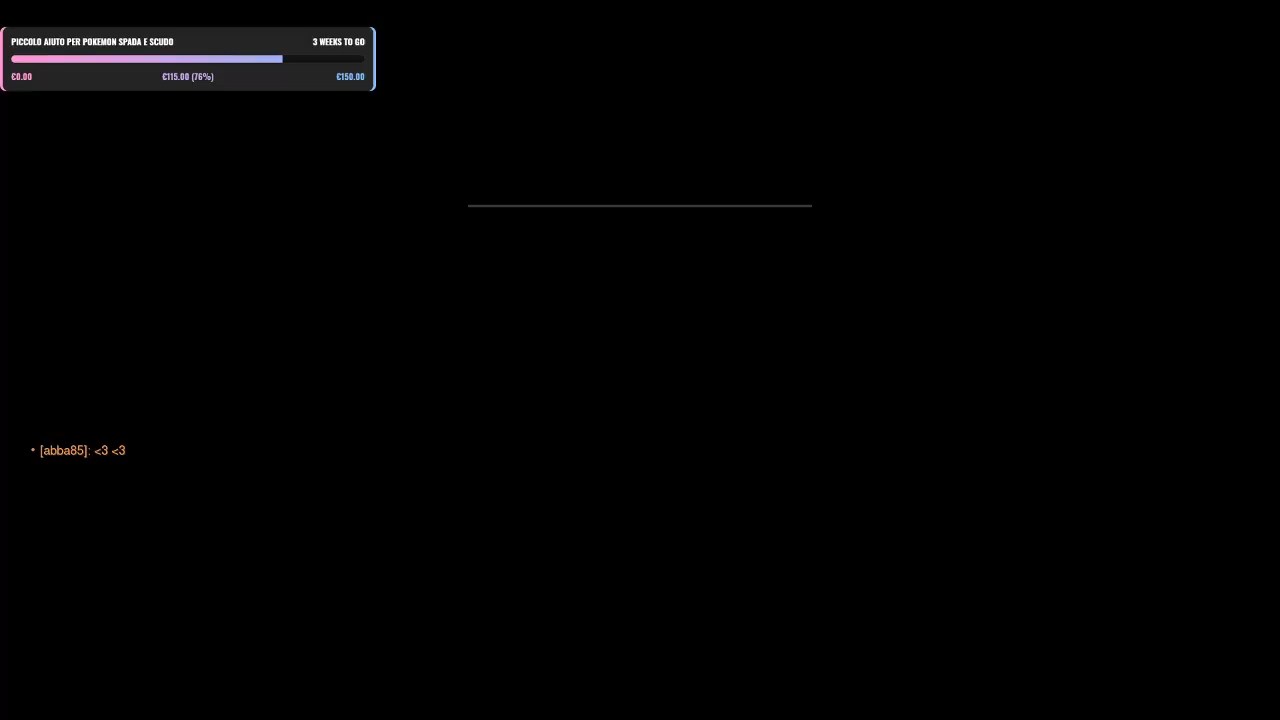 PICCOLO AIUTO PER POKEMON SPADA E SCUDO 3 WEEKS TO GO
€0.00 €115.00 (76%) €150.00
• [abba85]: <3 <3